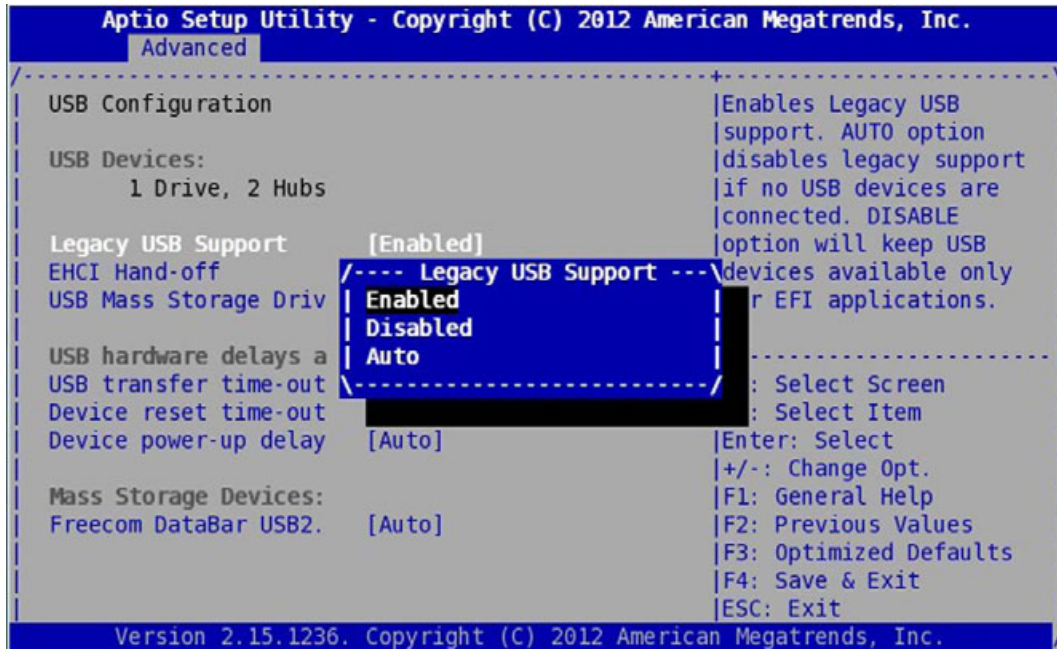 Aptio Setup Utility - Copyright (C) 2012 American Megatrends, Inc.
Advanced
USB Configuration
USB Devices:
1 Drive, 2 Hubs
Legacy USB Support [Enabled]
EHCI Hand-off
USB Mass Storage Driv
USB hardware delays a
USB transfer time-out
Device reset time-out
Device power-up delay [Auto]
Mass Storage Devices:
Freecom DataBar USB2. [Auto]
/---- Legacy USB Support ---\
Enabled
Disabled
Auto
Enables Legacy USB
support. AUTO option
disables legacy support
if no USB devices are
connected. DISABLE
option will keep USB
devices available only
r EFI applications.
: Select Screen
: Select Item
Enter: Select
+/-: Change Opt.
F1: General Help
F2: Previous Values
F3: Optimized Defaults
F4: Save & Exit
ESC: Exit
Version 2.15.1236. Copyright (C) 2012 American Megatrends, Inc.